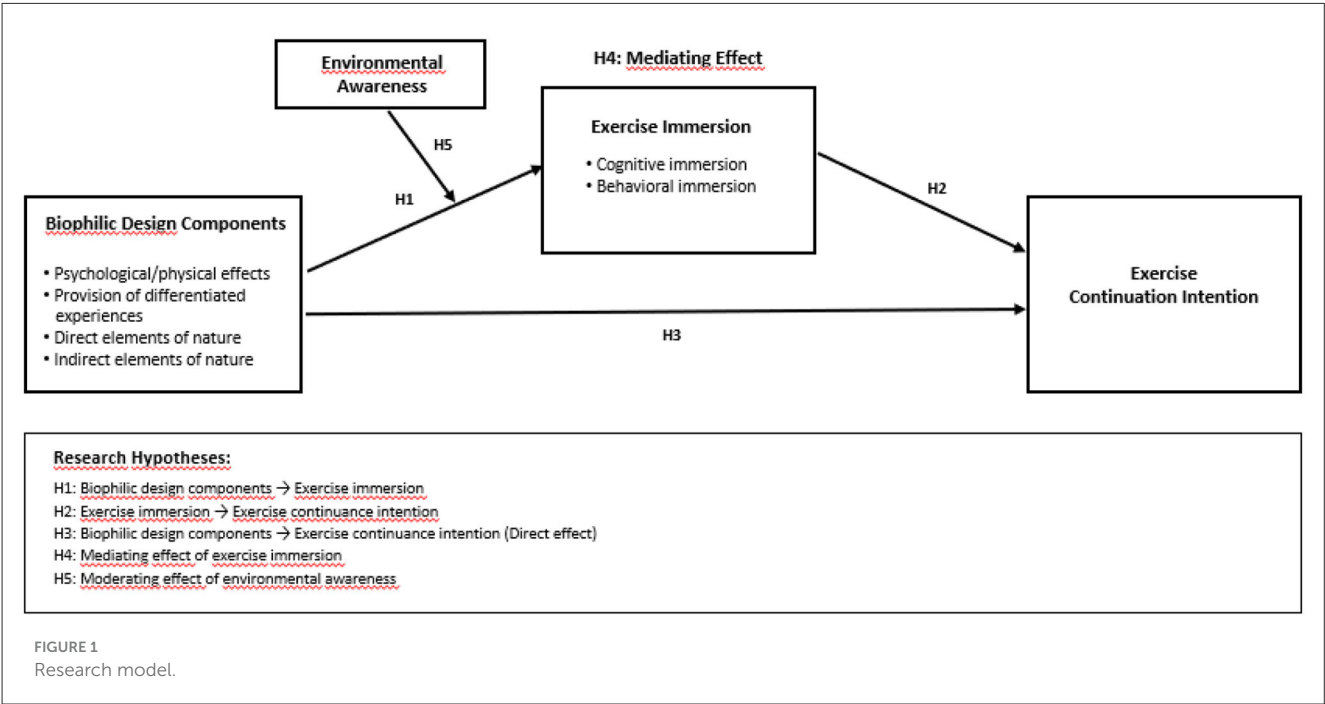 Environmental
Awareness
H4: Mediating Effect
Exercise Immersion
• Cognitive immersion
• Behavioral immersion
H5
H1
H2
Biophilic Design Components
• Psychological/physical effects
• Provision of differentiated
experiences
• Direct elements of nature
• Indirect elements of nature
Exercise
Continuation Intention
H3
Research Hypotheses:
H1: Biophilic design components → Exercise immersion
H2: Exercise immersion → Exercise continuance intention
H3: Biophilic design components → Exercise continuance intention (Direct effect)
H4: Mediating effect of exercise immersion
H5: Moderating effect of environmental awareness
FIGURE 1
Research model.